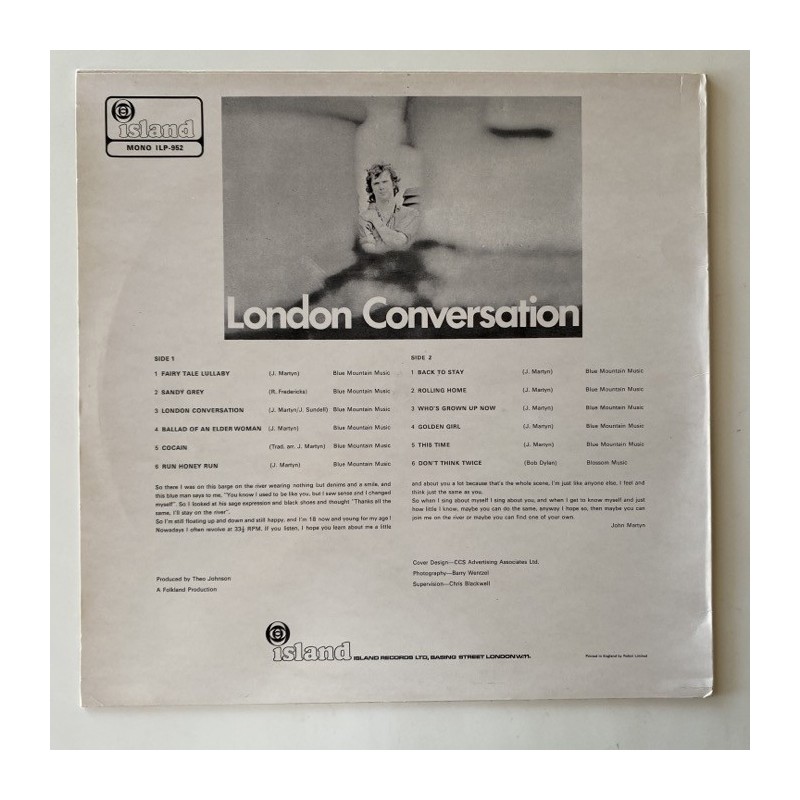 island
MONO ILP-952
London Conversation
SIDE 1
1 FAIRY TALE LULLABY (J. Martyn) Blue Mountain Music
2 SANDY GREY (R. Fredericks) Blue Mountain Music
3 LONDON CONVERSATION (J. Martyn/J. Sundell) Blue Mountain Music
4 BALLAD OF AN ELDER WOMAN (J. Martyn) Blue Mountain Music
5 COCAIN (Trad. arr. J. Martyn) Blue Mountain Music
6 RUN HONEY RUN (J. Martyn) Blue Mountain Music
So there I was on this barge on the river wearing nothing but denims and a smile, and
this blue man says to me, "You know I used to be like you, but I saw sense and I changed
myself". So I looked at his sage expression and black shoes and thought "Thanks all the
same, I'll stay on the river".
So I'm still floating up and down and still happy, and I'm 18 now and young for my age !
Nowadays I often revolve at 33⅓ RPM. If you listen, I hope you learn about me a little
SIDE 2
1 BACK TO STAY (J. Martyn) Blue Mountain Music
2 ROLLING HOME (J. Martyn) Blue Mountain Music
3 WHO'S GROWN UP NOW (J. Martyn) Blue Mountain Music
4 GOLDEN GIRL (J. Martyn) Blue Mountain Music
5 THIS TIME (J. Martyn) Blue Mountain Music
6 DON'T THINK TWICE (Bob Dylan) Blossom Music
and about you a lot because that's the whole scene, I'm just like anyone else, I feel and
think just the same as you.
So when I sing about myself I sing about you, and when I get to know myself and just
how little I know, maybe you can do the same, anyway I hope so, then maybe you can
join me on the river or maybe you can find one of your own.
John Martyn
Produced by Theo Johnson
A Folkland Production
Cover Design—CCS Advertising Associates Ltd.
Photography—Barry Wentzell
Supervision—Chris Blackwell
island ISLAND RECORDS LTD, BASING STREET LONDON W11.
Printed in England by